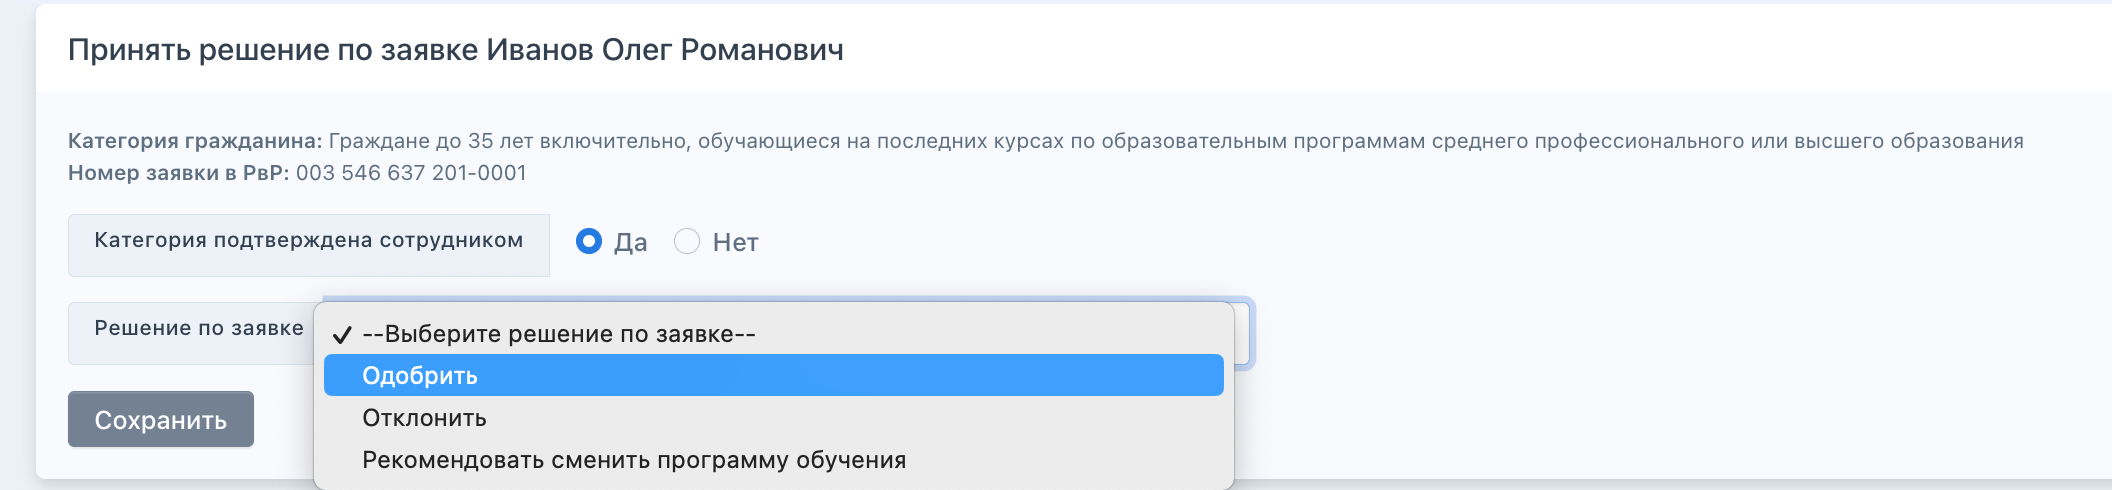 Принять решение по заявке Иванов Олег Романович
Категория гражданина: Граждане до 35 лет включительно, обучающиеся на последних курсах по образовательным программам среднего профессионального или высшего образования
Номер заявки в РвР: 003 546 637 201-0001
Категория подтверждена сотрудником Да Нет
Решение по заявке
✓ --Выберите решение по заявке--
Одобрить
Отклонить
Рекомендовать сменить программу обучения
Сохранить